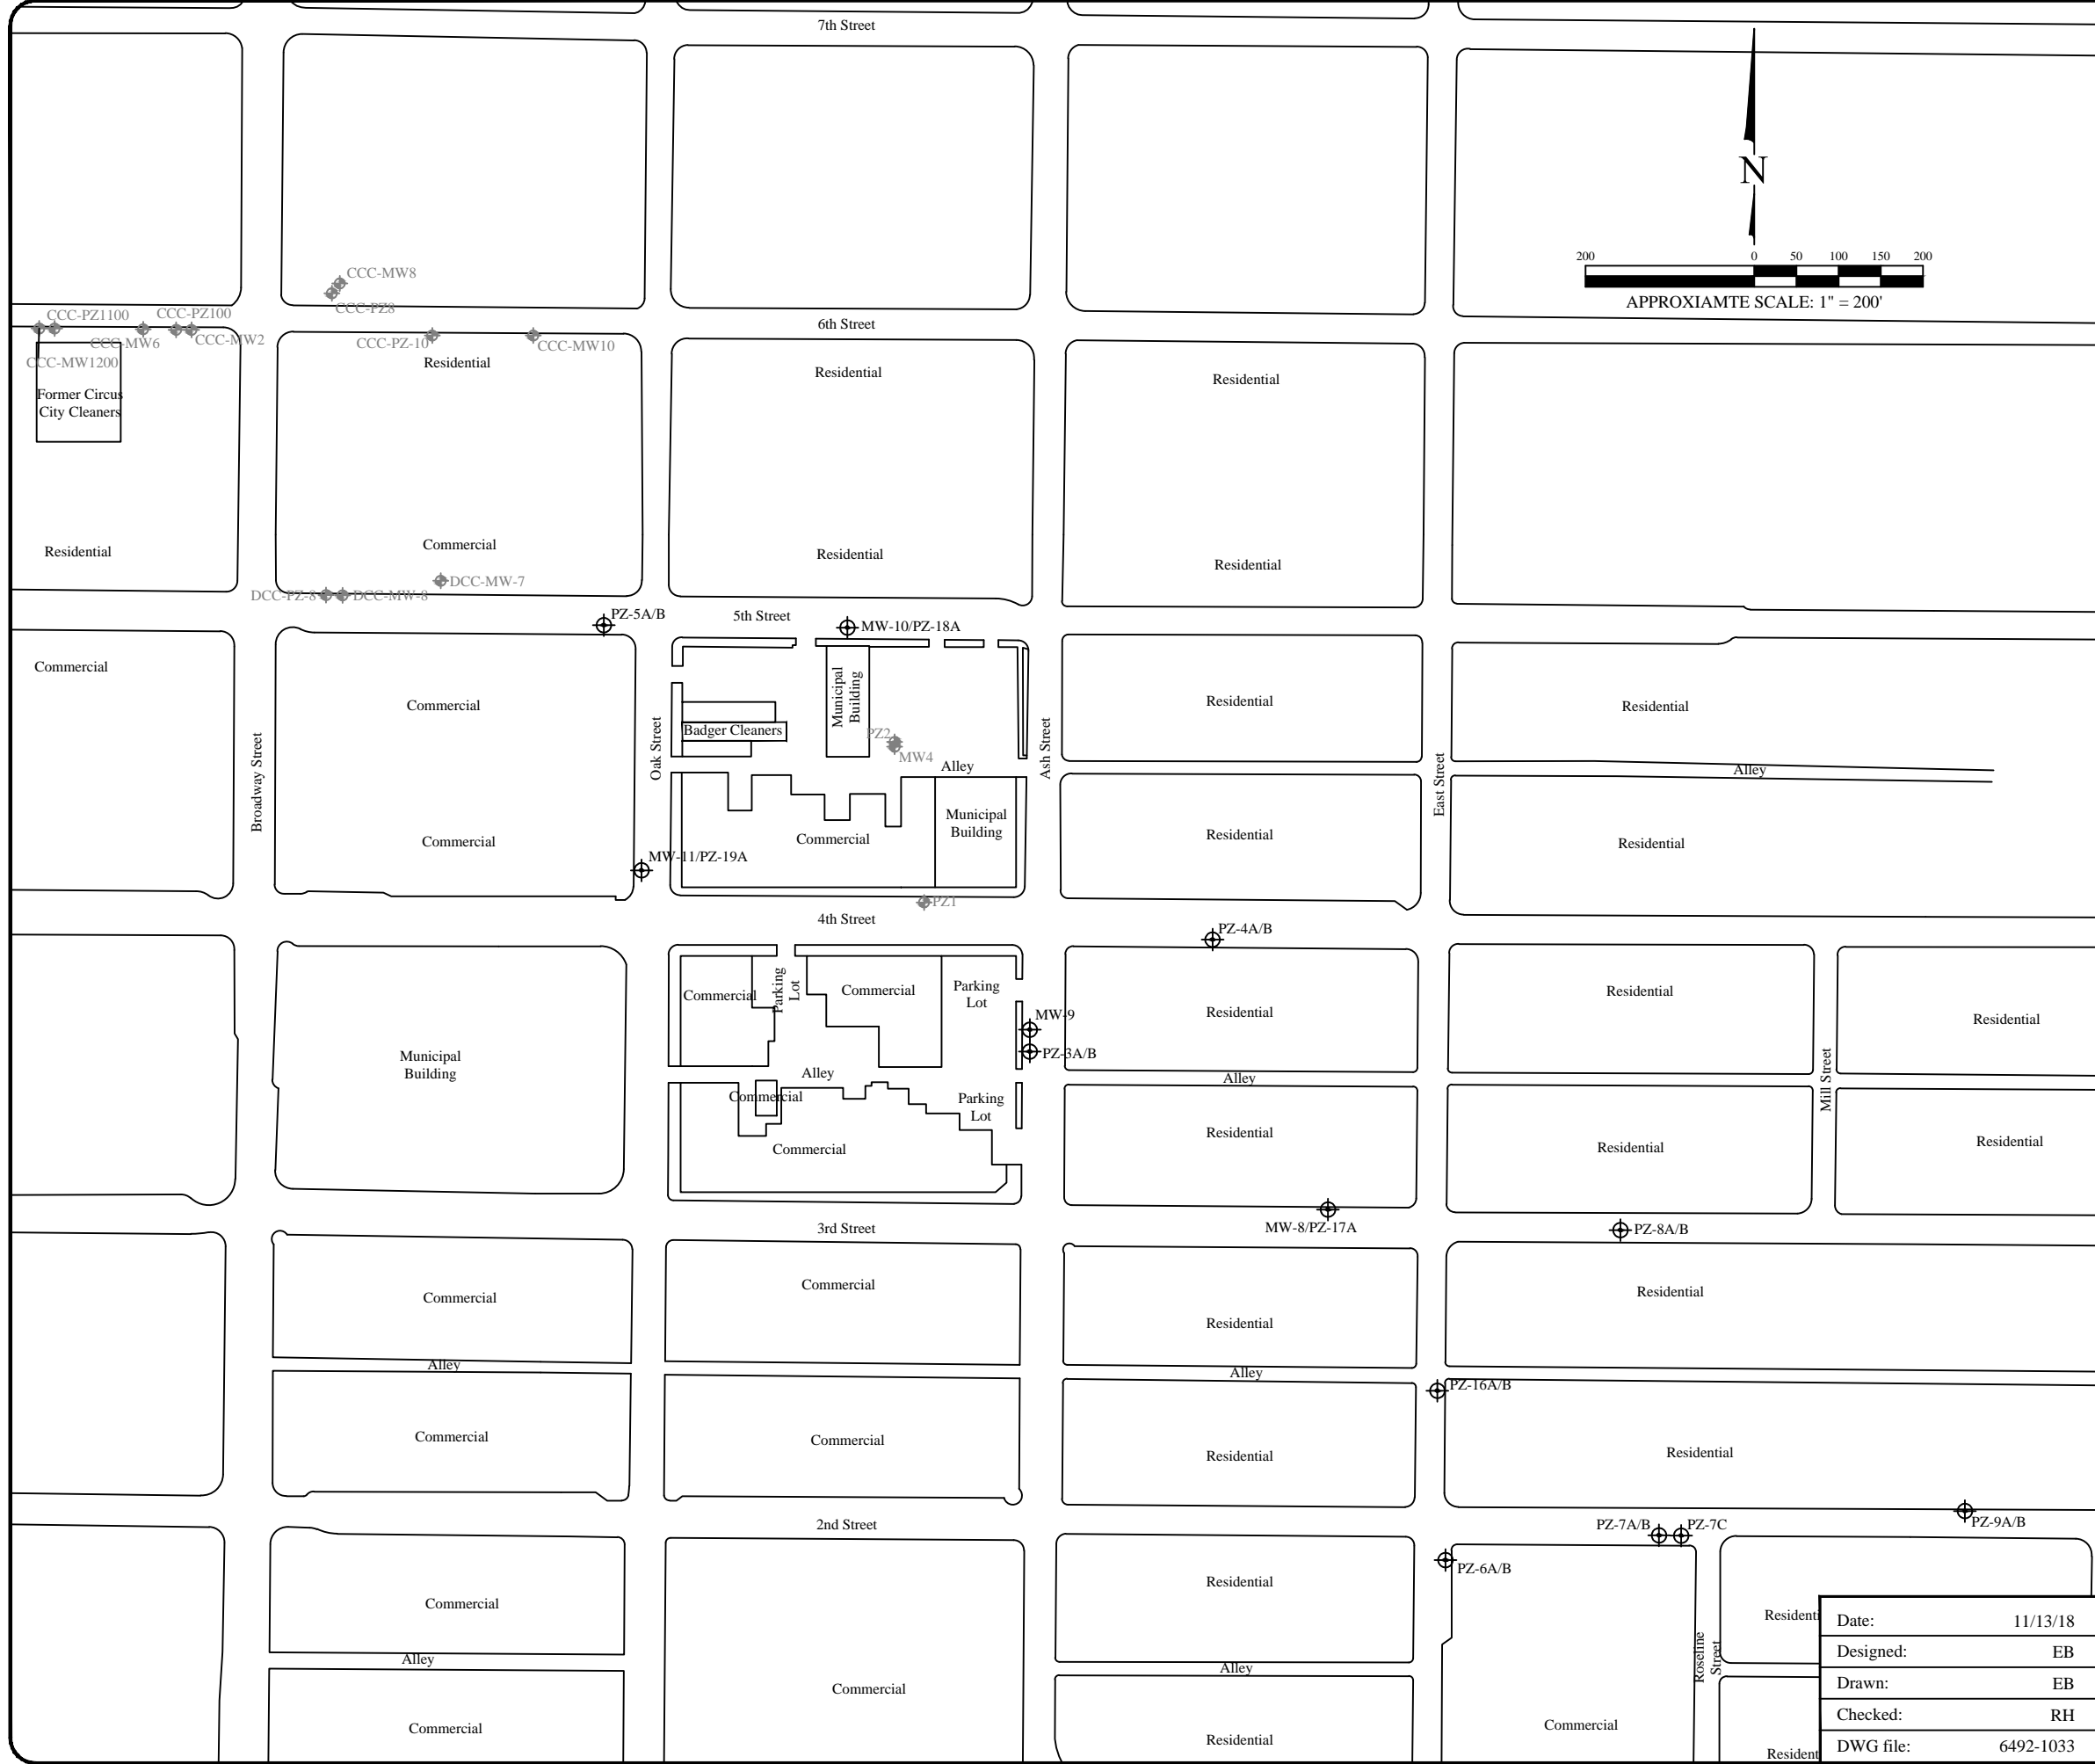 7th Street
N
200 0 50 100 150 200
APPROXIAMTE SCALE: 1" = 200'
CCC-MW8
CCC-PZ8
CCC-PZ1100
CCC-PZ100
CCC-MW6
CCC-MW2
CCC-MW1200
CCC-PZ-10
CCC-MW10
6th Street
Former Circus
City Cleaners
Residential
Residential
Residential
Residential
Commercial
Residential
Residential
DCC-MW-7
DCC-PZ-8
DCC-MW-8
PZ-5A/B
5th Street
MW-10/PZ-18A
Commercial
Commercial
Municipal
Building
Badger Cleaners
PZ2
MW4
Alley
Residential
Residential
Broadway Street
Oak Street
Ash Street
East Street
Alley
Commercial
Commercial
Municipal
Building
Residential
Residential
MW-11/PZ-19A
PZ1
4th Street
PZ-4A/B
Commercial
Parking
Lot
Commercial
Parking
Lot
MW-9
PZ-3A/B
Residential
Residential
Residential
Municipal
Building
Alley
Alley
Mill Street
Commercial
Parking
Lot
Commercial
Residential
Residential
Residential
3rd Street
MW-8/PZ-17A
PZ-8A/B
Commercial
Commercial
Residential
Residential
Alley
Alley
PZ-16A/B
Commercial
Commercial
Residential
Residential
2nd Street
PZ-7A/B
PZ-7C
PZ-9A/B
PZ-6A/B
Commercial
Residential
Residenti
Alley
Alley
Roseline
Street
Commercial
Commercial
Residential
Commercial
Resident
Date: 11/13/18
Designed: EB
Drawn: EB
Checked: RH
DWG file: 6492-1033